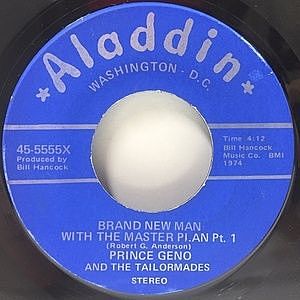 Aladdin
WASHINGTON - D.C.
45-5555X
Produced by
Bill Hancock
Time 4:12
Bill Hancock
Music Co. BMI
1974
BRAND NEW MAN
WITH THE MASTER PLAN Pt. 1
(Robert G. Anderson)
PRINCE GENO
AND THE TAILORMADES